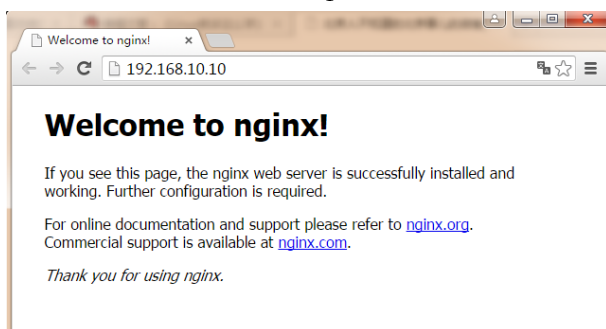 Welcome to nginx!
192.168.10.10
Welcome to nginx!
If you see this page, the nginx web server is successfully installed and
working. Further configuration is required.
For online documentation and support please refer to nginx.org.
Commercial support is available at nginx.com.
Thank you for using nginx.